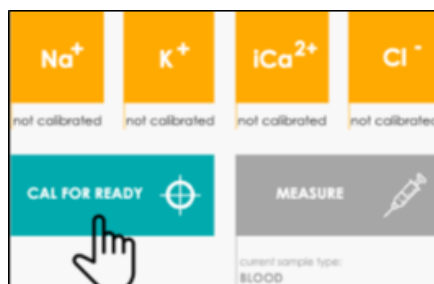 Na+ K+ iCa2+ Cl-
not calibrated not calibrated not calibrated not calibrated
CAL FOR READY MEASURE
current sample type:
BLOOD